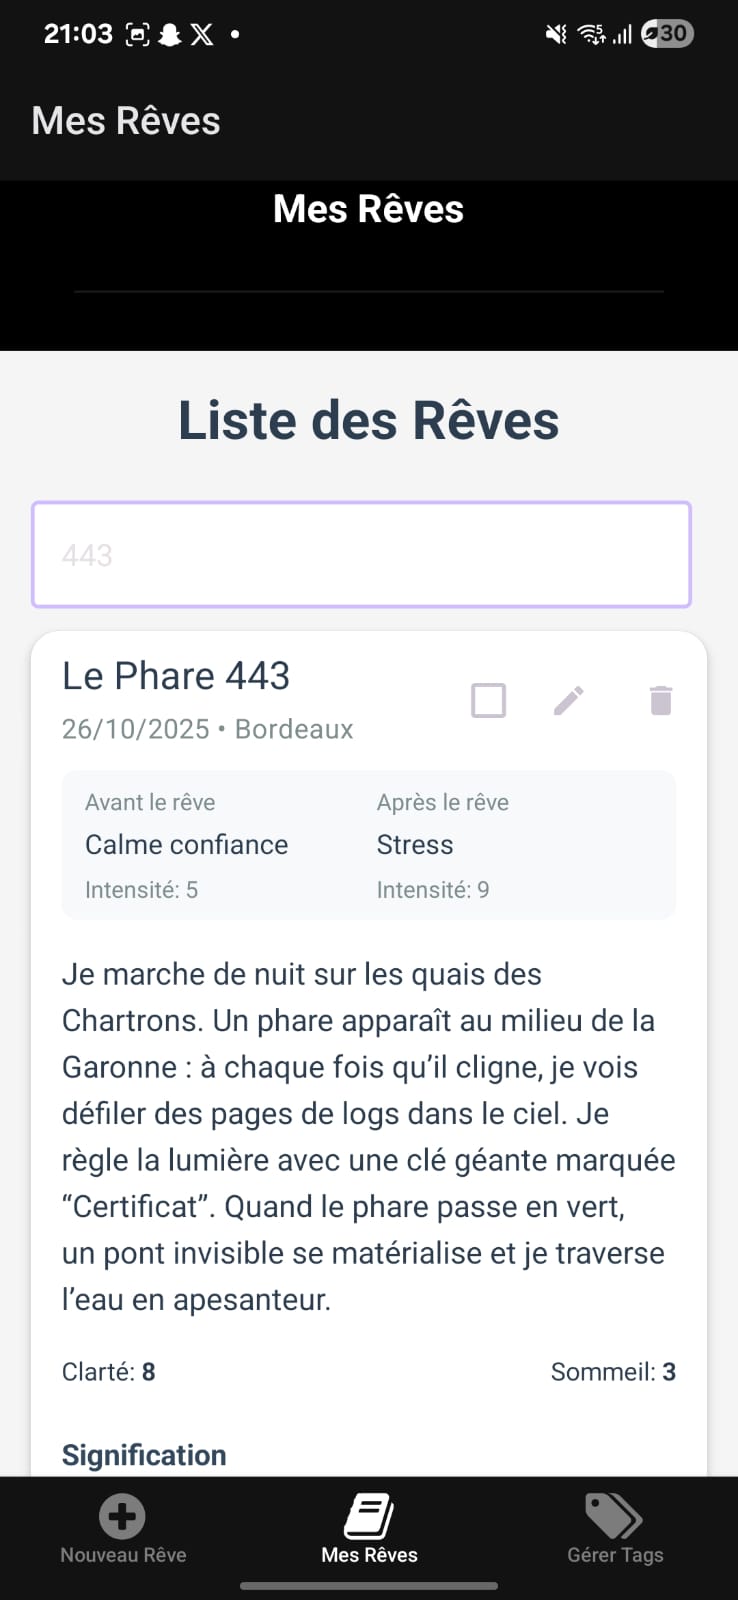 21:03
30
Mes Rêves
Mes Rêves
Liste des Rêves
443
Le Phare 443
26/10/2025 • Bordeaux
Avant le rêve
Après le rêve
Calme confiance
Stress
Intensité: 5
Intensité: 9
Je marche de nuit sur les quais des
Chartrons. Un phare apparaît au milieu de la
Garonne : à chaque fois qu’il cligne, je vois
défiler des pages de logs dans le ciel. Je
règle la lumière avec une clé géante marquée
“Certificat”. Quand le phare passe en vert,
un pont invisible se matérialise et je traverse
l’eau en apesanteur.
Clarté: 8
Sommeil: 3
Signification
Nouveau Rêve
Mes Rêves
Gérer Tags